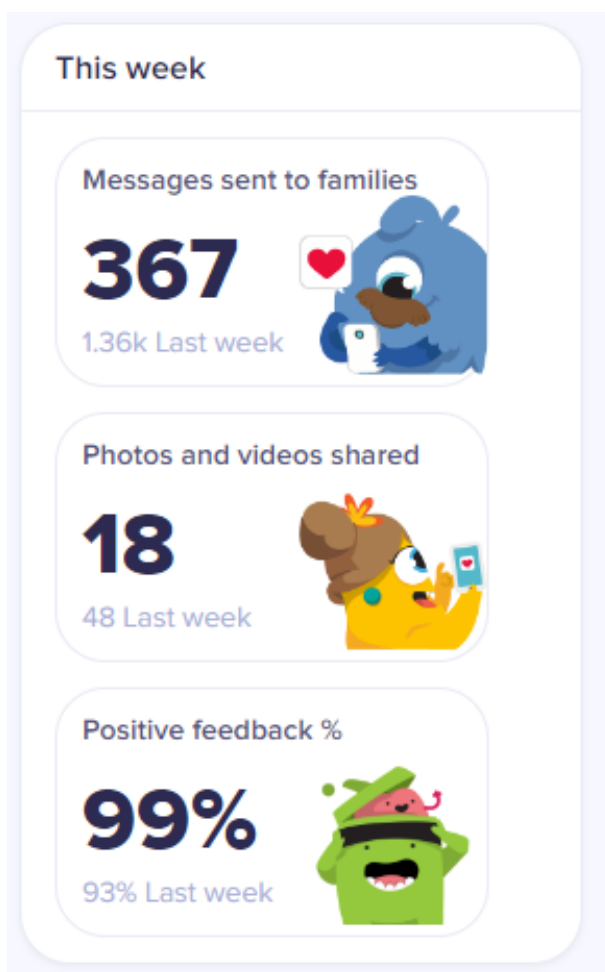 This week
Messages sent to families
367
1.36k Last week
Photos and videos shared
18
48 Last week
Positive feedback %
99%
93% Last week